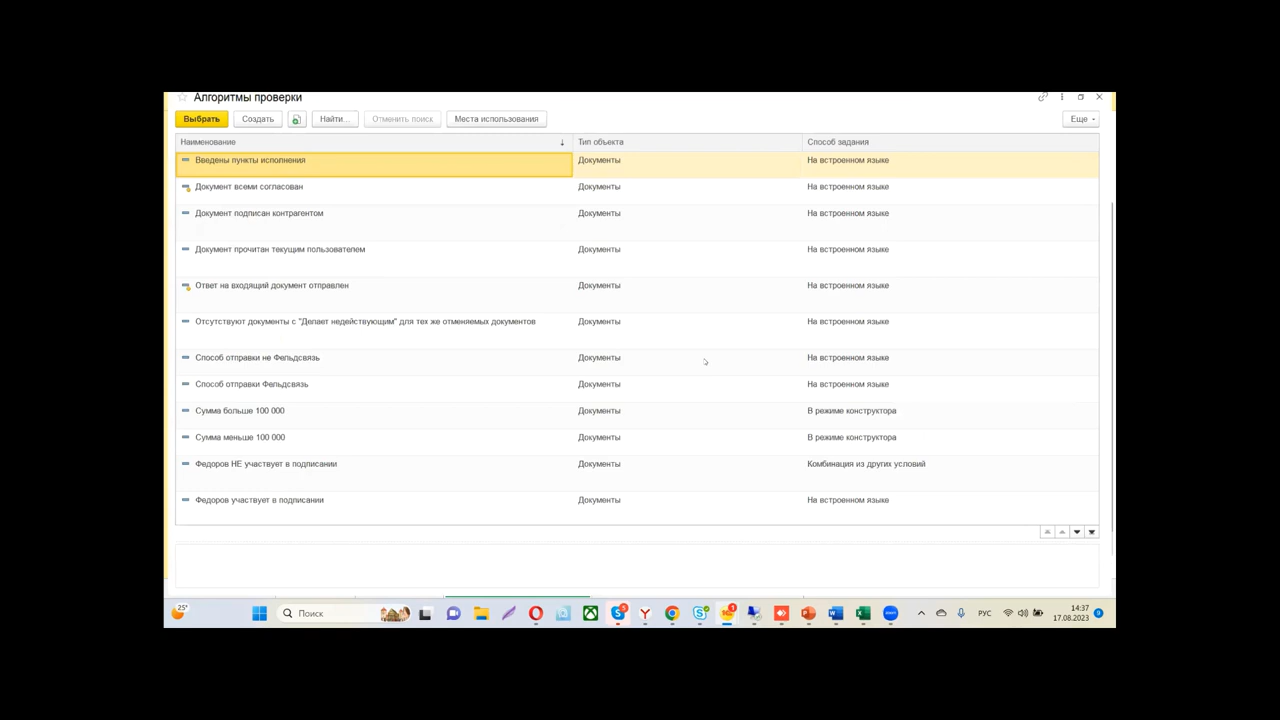 Алгоритмы проверки
Выбрать Создать Найти... Отменить поиск Места использования Еще
Наименование Тип объекта Способ задания
Введены пункты исполнения Документы На встроенном языке
Документ всеми согласован Документы На встроенном языке
Документ подписан контрагентом Документы На встроенном языке
Документ прочитан текущим пользователем Документы На встроенном языке
Ответ на входящий документ отправлен Документы На встроенном языке
Отсутствуют документы с "Делает недействующим" для тех же отменяемых документов Документы На встроенном языке
Способ отправки не Фельдсвязь Документы На встроенном языке
Способ отправки Фельдсвязь Документы На встроенном языке
Сумма больше 100 000 Документы В режиме конструктора
Сумма меньше 100 000 Документы В режиме конструктора
Федоров НЕ участвует в подписании Документы Комбинация из других условий
Федоров участвует в подписании Документы На встроенном языке
25°
Поиск
РУС
14:37
17.08.2023